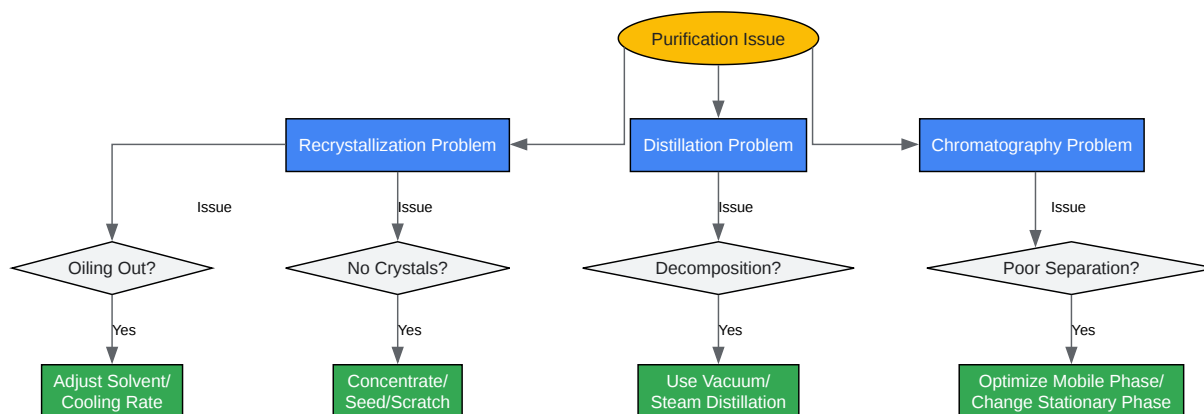 Purification Issue
Recrystallization Problem
Distillation Problem
Chromatography Problem
Issue
Issue
Issue
Issue
Oiling Out?
No Crystals?
Decomposition?
Poor Separation?
Yes
Yes
Yes
Yes
Adjust Solvent/
Cooling Rate
Concentrate/
Seed/Scratch
Use Vacuum/
Steam Distillation
Optimize Mobile Phase/
Change Stationary Phase